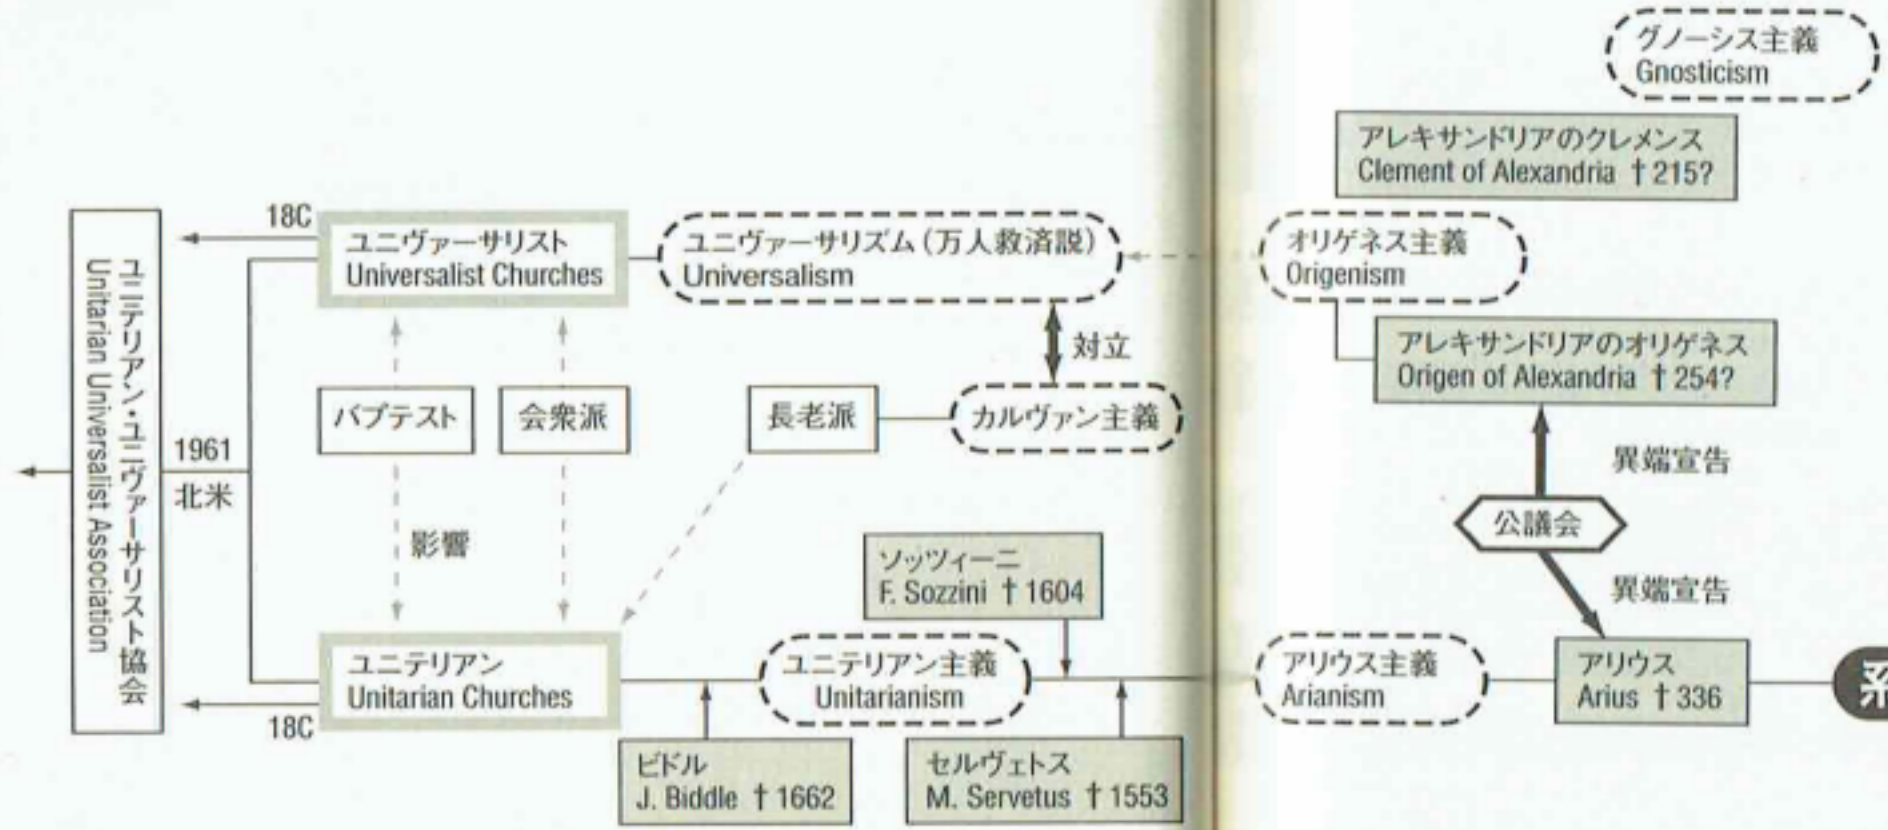 グノーシス主義
Gnosticism
アレキサンドリアのクレメンス
Clement of Alexandria †215?
18C
ユニヴァーサリスト
Universalist Churches
ユニヴァーサリズム(万人救済説)
Universalism
オリゲネス主義
Origenism
対立
アレキサンドリアのオリゲネス
Origen of Alexandria †254?
ユニテリアン・ユニヴァーサリスト協会
Unitarian Universalist Association
1961
北米
バプテスト
会衆派
長老派
カルヴァン主義
異端宣告
公議会
異端宣告
影響
ソッツィーニ
F. Sozzini †1604
ユニテリアン
Unitarian Churches
18C
ユニテリアン主義
Unitarianism
アリウス主義
Arianism
アリウス
Arius †336
系
ビドル
J. Biddle †1662
セルヴェトス
M. Servetus †1553